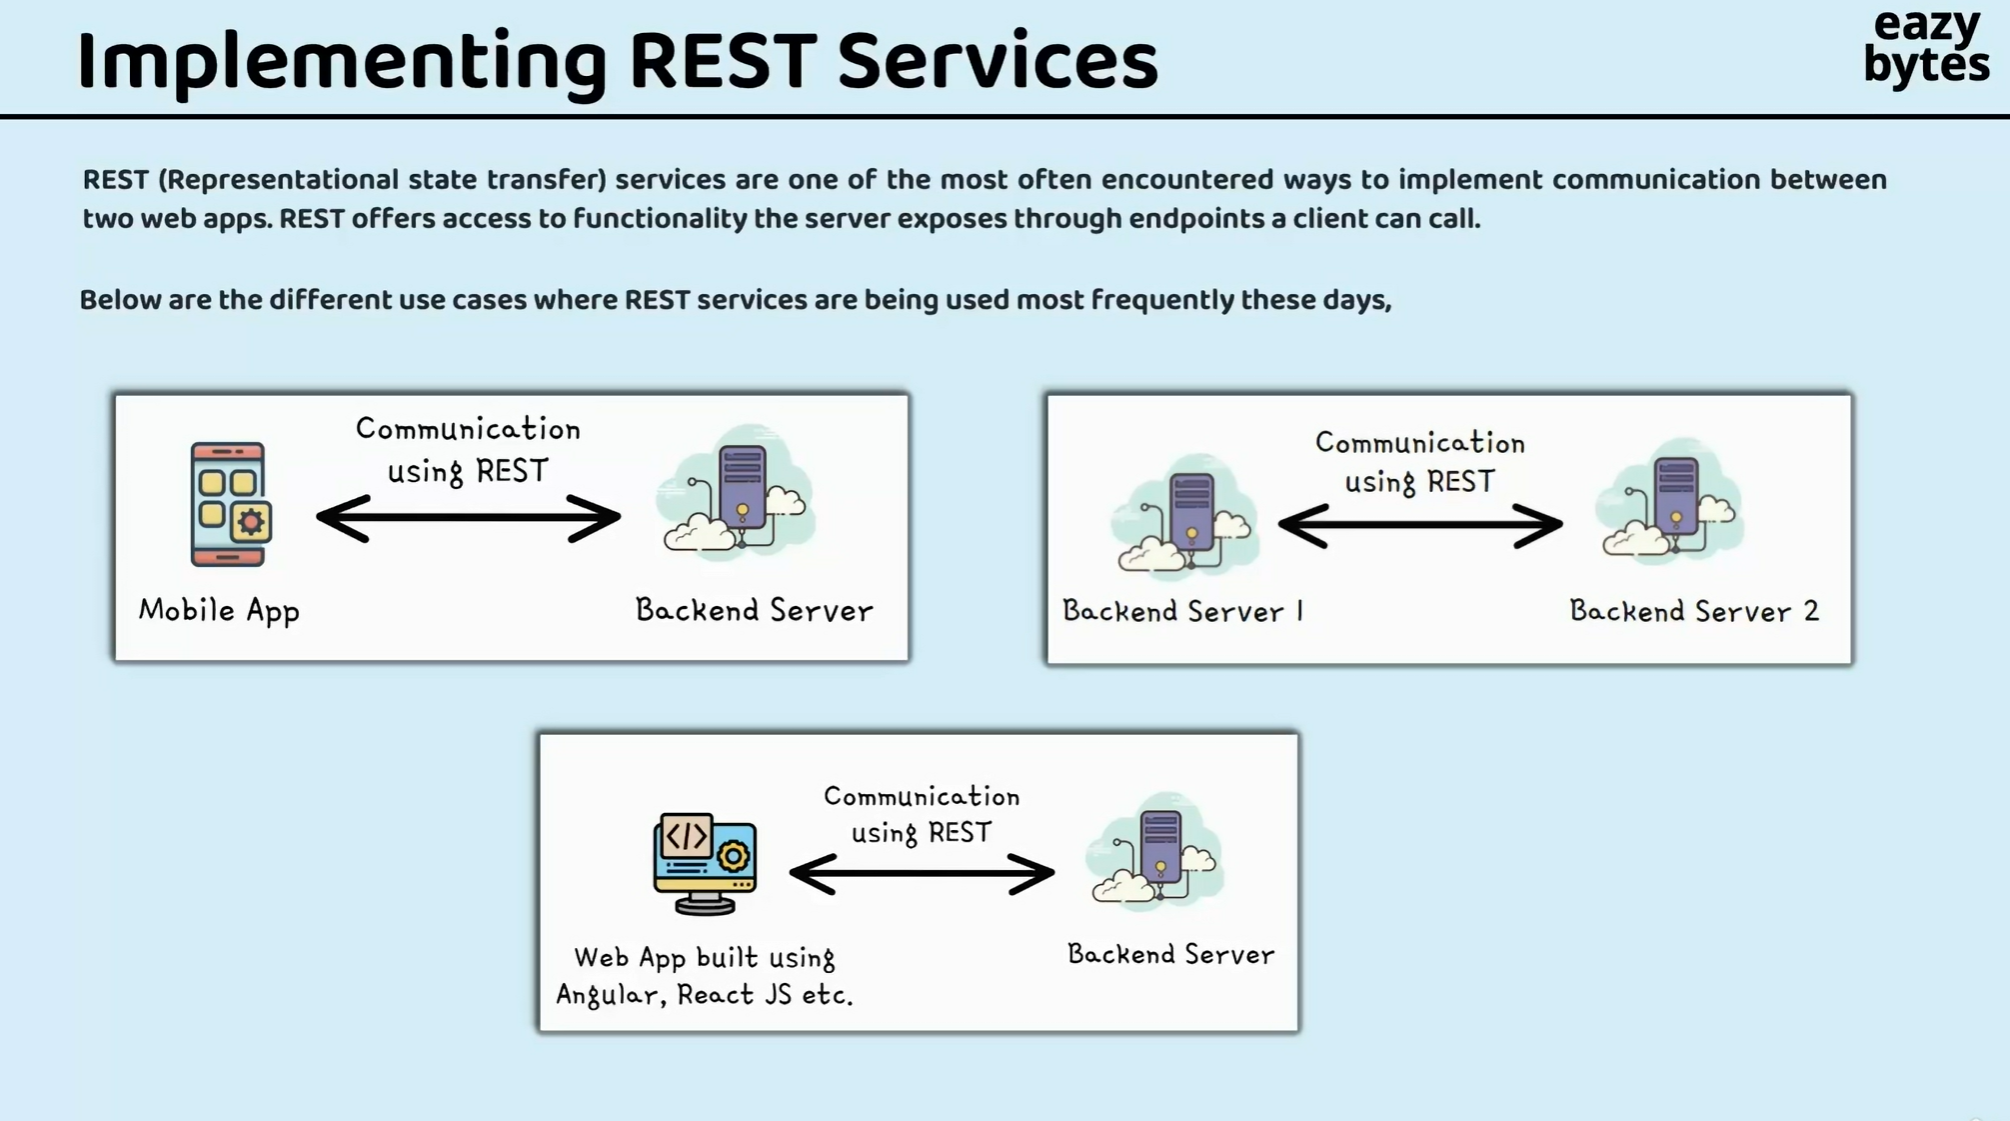 Implementing REST Services
eazy
bytes
REST (Representational state transfer) services are one of the most often encountered ways to implement communication between
two web apps. REST offers access to functionality the server exposes through endpoints a client can call.
Below are the different use cases where REST services are being used most frequently these days,
Communication
using REST
Mobile App
Backend Server
Communication
using REST
Backend Server 1
Backend Server 2
</>
Communication
using REST
Web App built using
Angular, React JS etc.
Backend Server